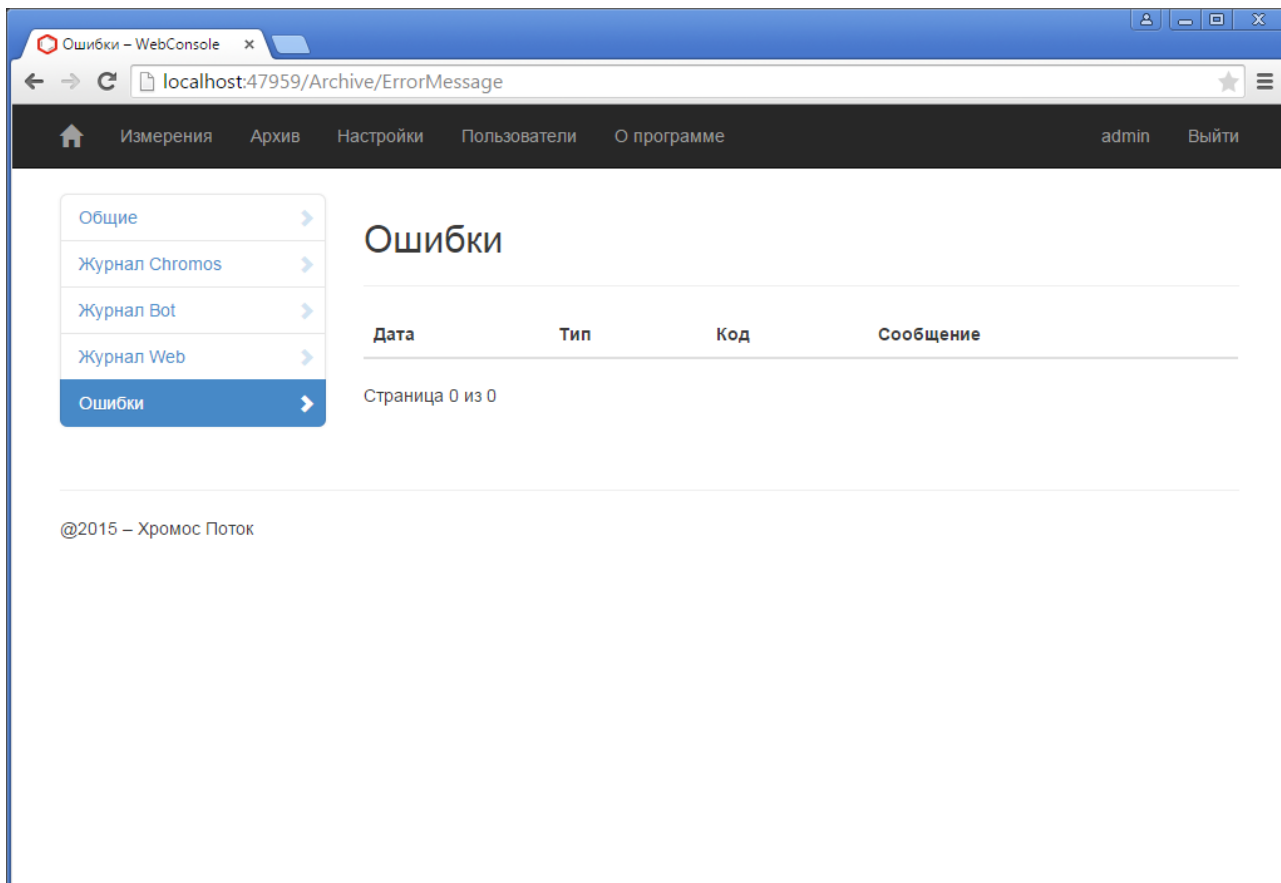 Ошибки – WebConsole
localhost:47959/Archive/ErrorMessage
Измерения Архив Настройки Пользователи О программе admin Выйти
Общие
Журнал Chromos
Журнал Bot
Журнал Web
Ошибки
Ошибки
Дата Тип Код Сообщение
Страница 0 из 0
@2015 – Хромос Поток